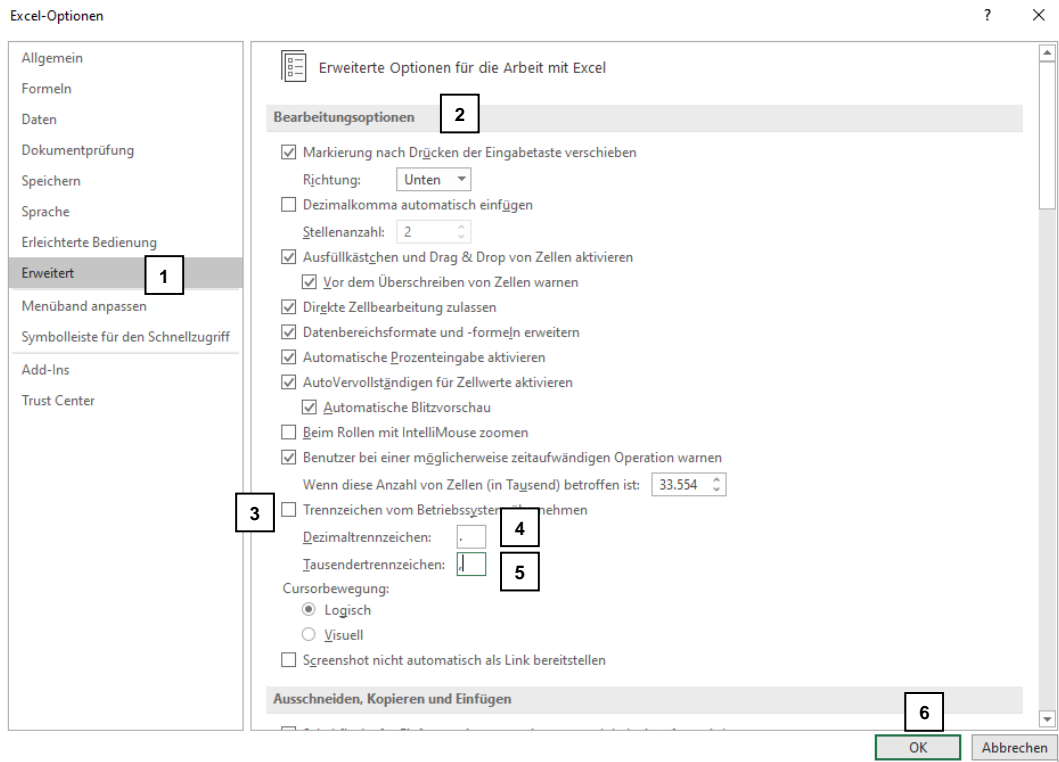 Excel-Optionen
?
Allgemein
Formeln
Daten
Dokumentprüfung
Speichern
Sprache
Erleichterte Bedienung
Erweitert
1
Menüband anpassen
Symbolleiste für den Schnellzugriff
Add-Ins
Trust Center
Erweiterte Optionen für die Arbeit mit Excel
Bearbeitungsoptionen
2
Markierung nach Drücken der Eingabetaste verschieben
Richtung: Unten
Dezimalkomma automatisch einfügen
Stellenanzahl: 2
Ausfüllkästchen und Drag & Drop von Zellen aktivieren
Vor dem Überschreiben von Zellen warnen
Direkte Zellbearbeitung zulassen
Datenbereichsformate und -formeln erweitern
Automatische Prozenteingabe aktivieren
AutoVervollständigen für Zellwerte aktivieren
Automatische Blitzvorschau
Beim Rollen mit IntelliMouse zoomen
Benutzer bei einer möglicherweise zeitaufwändigen Operation warnen
Wenn diese Anzahl von Zellen (in Tausend) betroffen ist: 33.554
3
Trennzeichen vom Betriebssystem
Dezimaltrennzeichen: .
4
Tausendertrennzeichen: ,
5
Cursorbewegung:
Logisch
Visuell
Screenshot nicht automatisch als Link bereitstellen
Ausschneiden, Kopieren und Einfügen
6
OK
Abbrechen